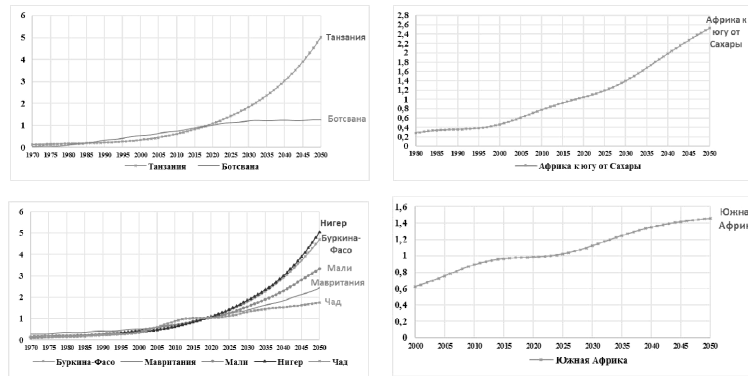 6
5
4
3
2
1
0
Танзания
Ботсвана
1970 1975 1980 1985 1990 1995 2000 2005 2010 2015 2020 2025 2030 2035 2040 2045 2050
Танзания Ботсвана
2,8
2,6
2,4
2,2
2
1,8
1,6
1,4
1,2
1
0,8
0,6
0,4
0,2
0
Африка к
югу от
Сахары
1980 1985 1990 1995 2000 2005 2010 2015 2020 2025 2030 2035 2040 2045 2050
Африка к югу от Сахары
6
5
4
3
2
1
0
Нигер
Буркина-
Фасо
Мали
Мавритания
Чад
1970 1975 1980 1985 1990 1995 2000 2005 2010 2015 2020 2025 2030 2035 2040 2045 2050
Буркина-Фасо Мавритания Мали Нигер Чад
1,6
1,4
1,2
1
0,8
0,6
0,4
0,2
0
Южная
Африка
2000 2005 2010 2015 2020 2025 2030 2035 2040 2045 2050
Южная Африка